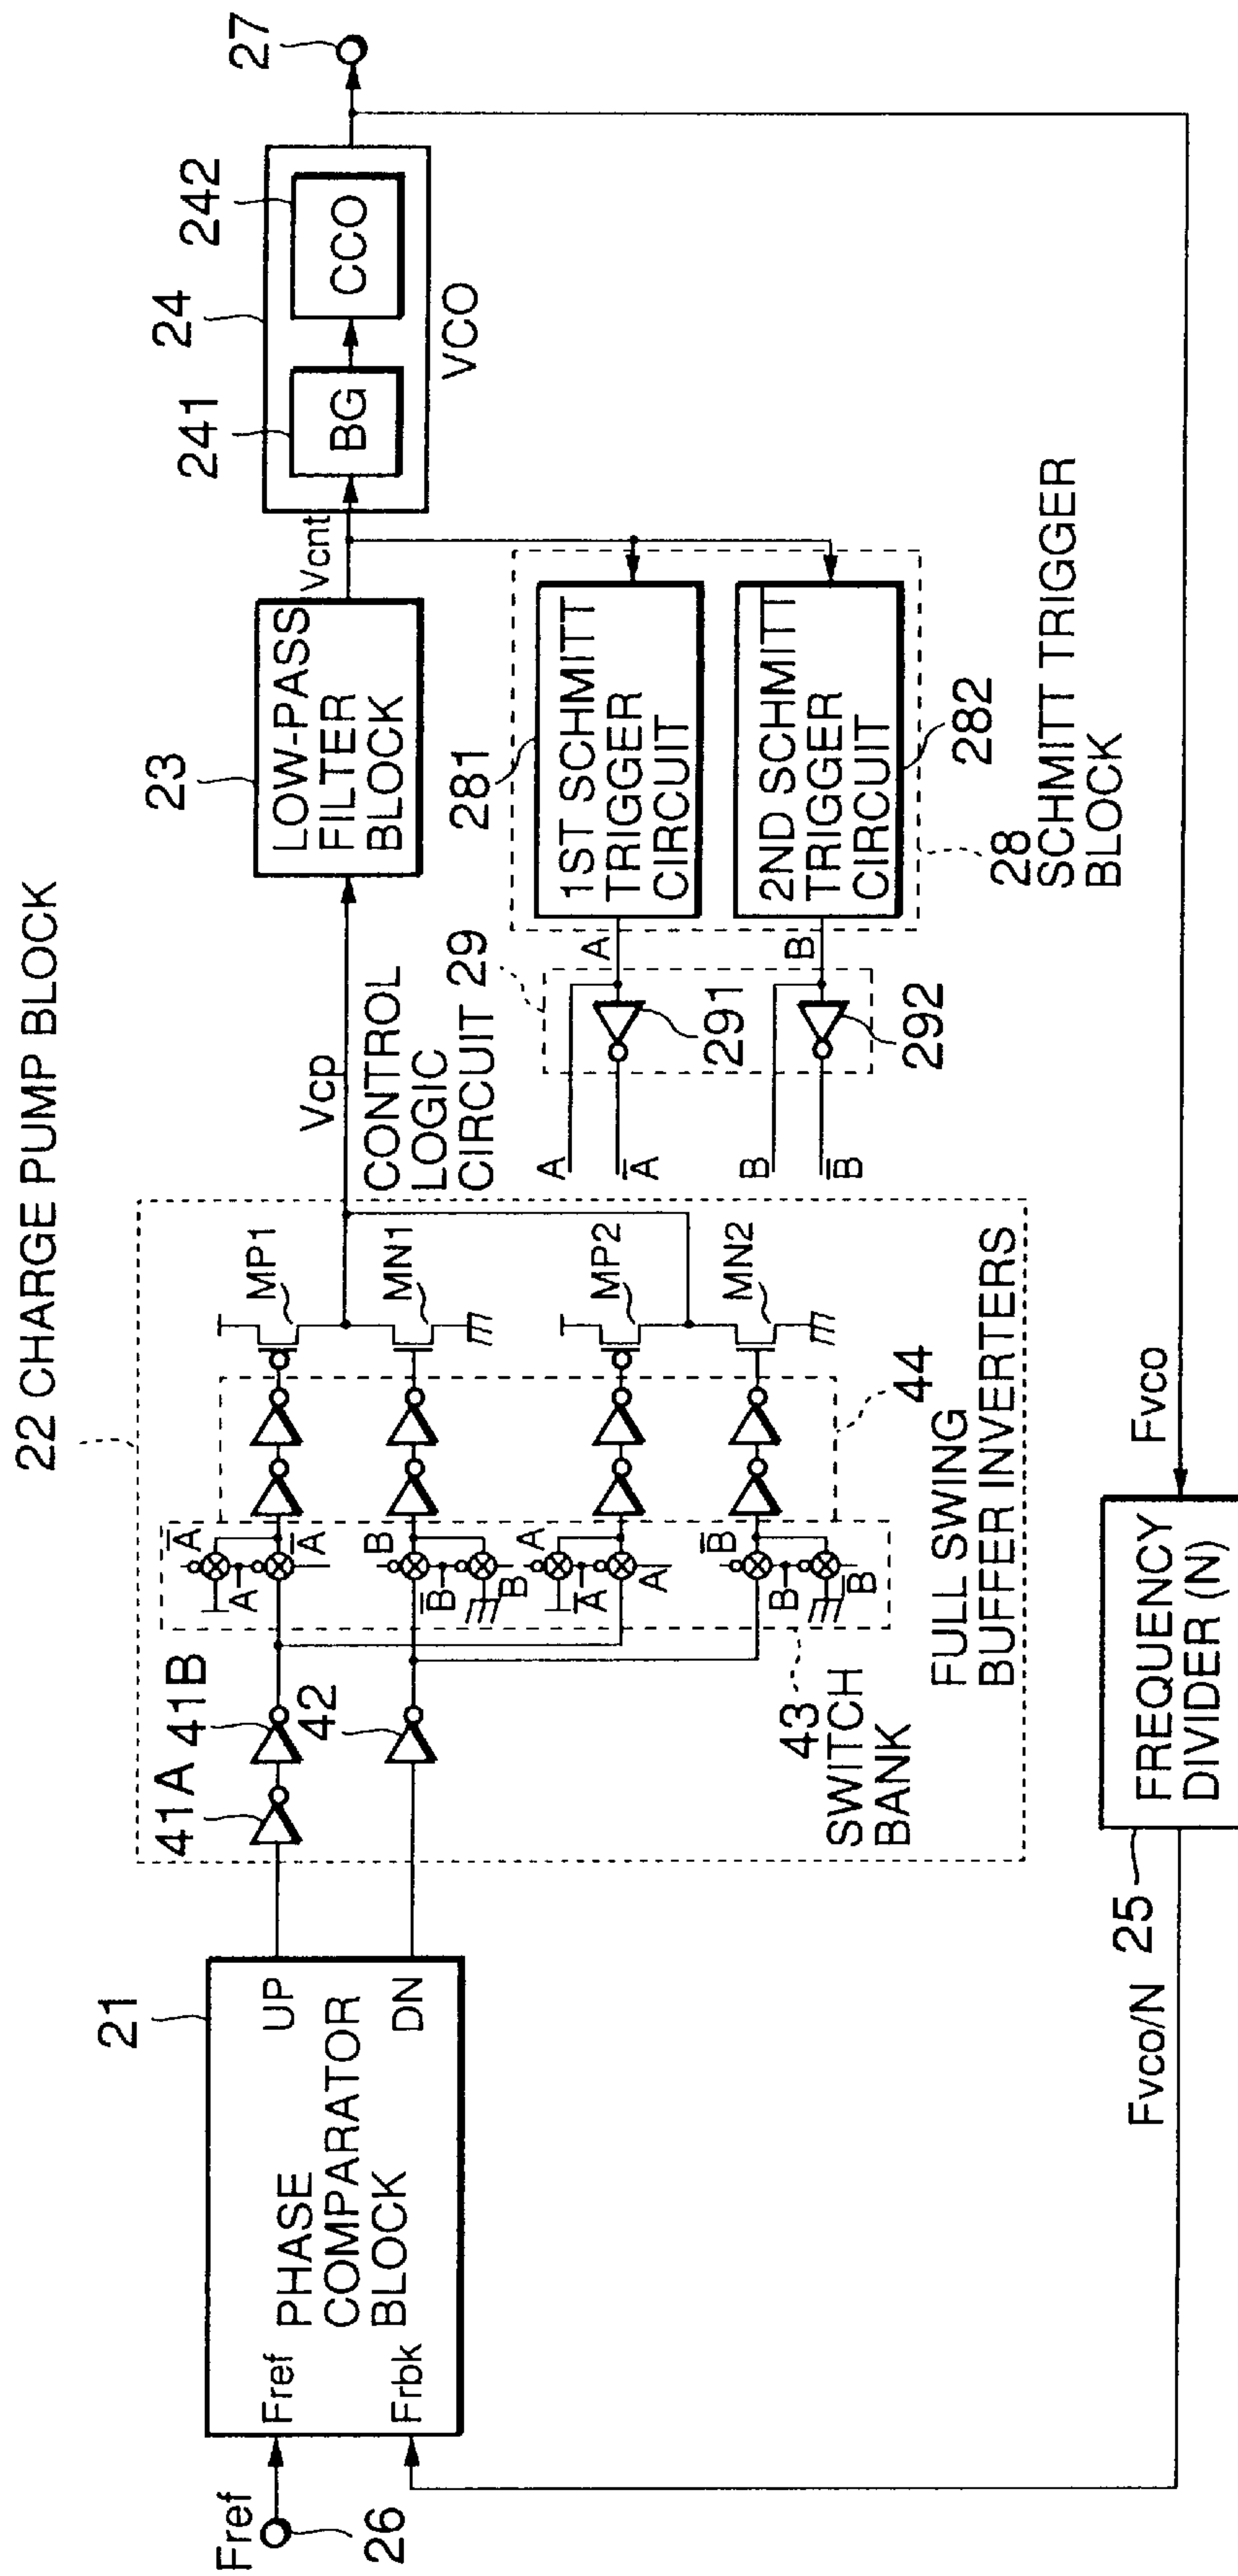 22 CHARGE PUMP BLOCK
Fref
26
21
Fref
Frbk
PHASE
COMPARATOR
BLOCK
UP
DN
41A
41B
42
A̅
A
A̅
B
B̅
B
A
A̅
A
B̅
B
B̅
43
SWITCH
BANK
44
FULL SWING
BUFFER INVERTERS
MP1
MN1
MP2
MN2
Vcp
23
LOW-PASS
FILTER
BLOCK
Vcnt
24
241
BG
242
CCO
VCO
27
CONTROL
LOGIC
CIRCUIT 29
A
A̅
B
B̅
291
292
A
B
281
1ST SCHMITT
TRIGGER
CIRCUIT
2ND SCHMITT
TRIGGER
CIRCUIT
282
28
SCHMITT TRIGGER
BLOCK
Fvco/N
25
FREQUENCY
DIVIDER (N)
Fvco